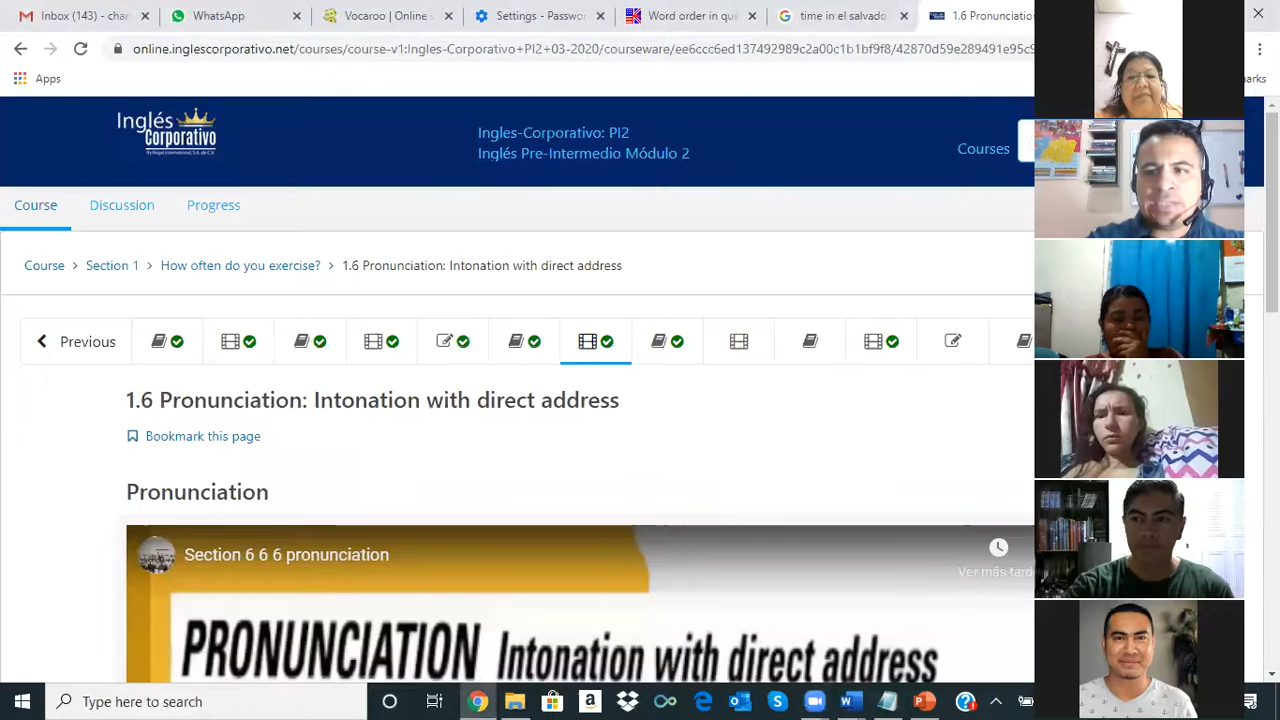 Inbox (143) - char
WhatsApp
Vocaroo | Online
Settings - Passwo
Word order in que
time in el salvado
1.6 Pronunciation
online.inglescorporativo.net/courses/course-v1:Ingles-Corporativo+PI2+03-2020/courseware/ee6ccc6ed137492989c2a00c1b1bf9f8/42870d59e289491e95c9
Apps
Inglés
Corporativo
Ingles-Corporativo: PI2
Inglés Pre-Intermedio Módulo 2
Courses
Course
Discussion
Progress
Course > Section 1 > How often do you exercise? > 1.6 Pronunciation: Intonation with direct address
Previous
1.6 Pronunciation: Intonation with direct address
Bookmark this page
Pronunciation
Section 6 6 6 pronunciation
Ver más tarde
PRONUNCIATION Intonation with direct address
Type here to search